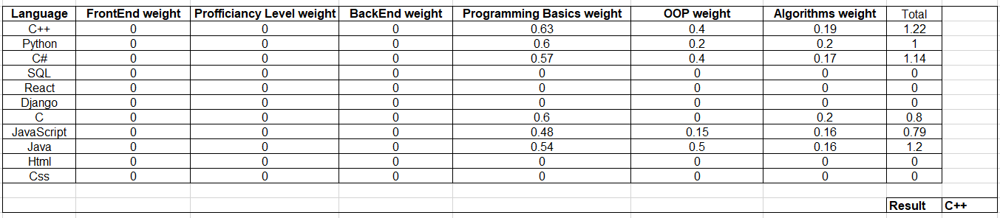 Language FrontEnd weight Profficiancy Level weight BackEnd weight Programming Basics weight OOP weight Algorithms weight Total
C++ 0 0 0 0.63 0.4 0.19 1.22
Python 0 0 0 0.6 0.2 0.2 1
C# 0 0 0 0.57 0.4 0.17 1.14
SQL 0 0 0 0 0 0 0
React 0 0 0 0 0 0 0
Django 0 0 0 0 0 0 0
C 0 0 0 0.6 0 0.2 0.8
JavaScript 0 0 0 0.48 0.15 0.16 0.79
Java 0 0 0 0.54 0.5 0.16 1.2
Html 0 0 0 0 0 0 0
Css 0 0 0 0 0 0 0
Result C++